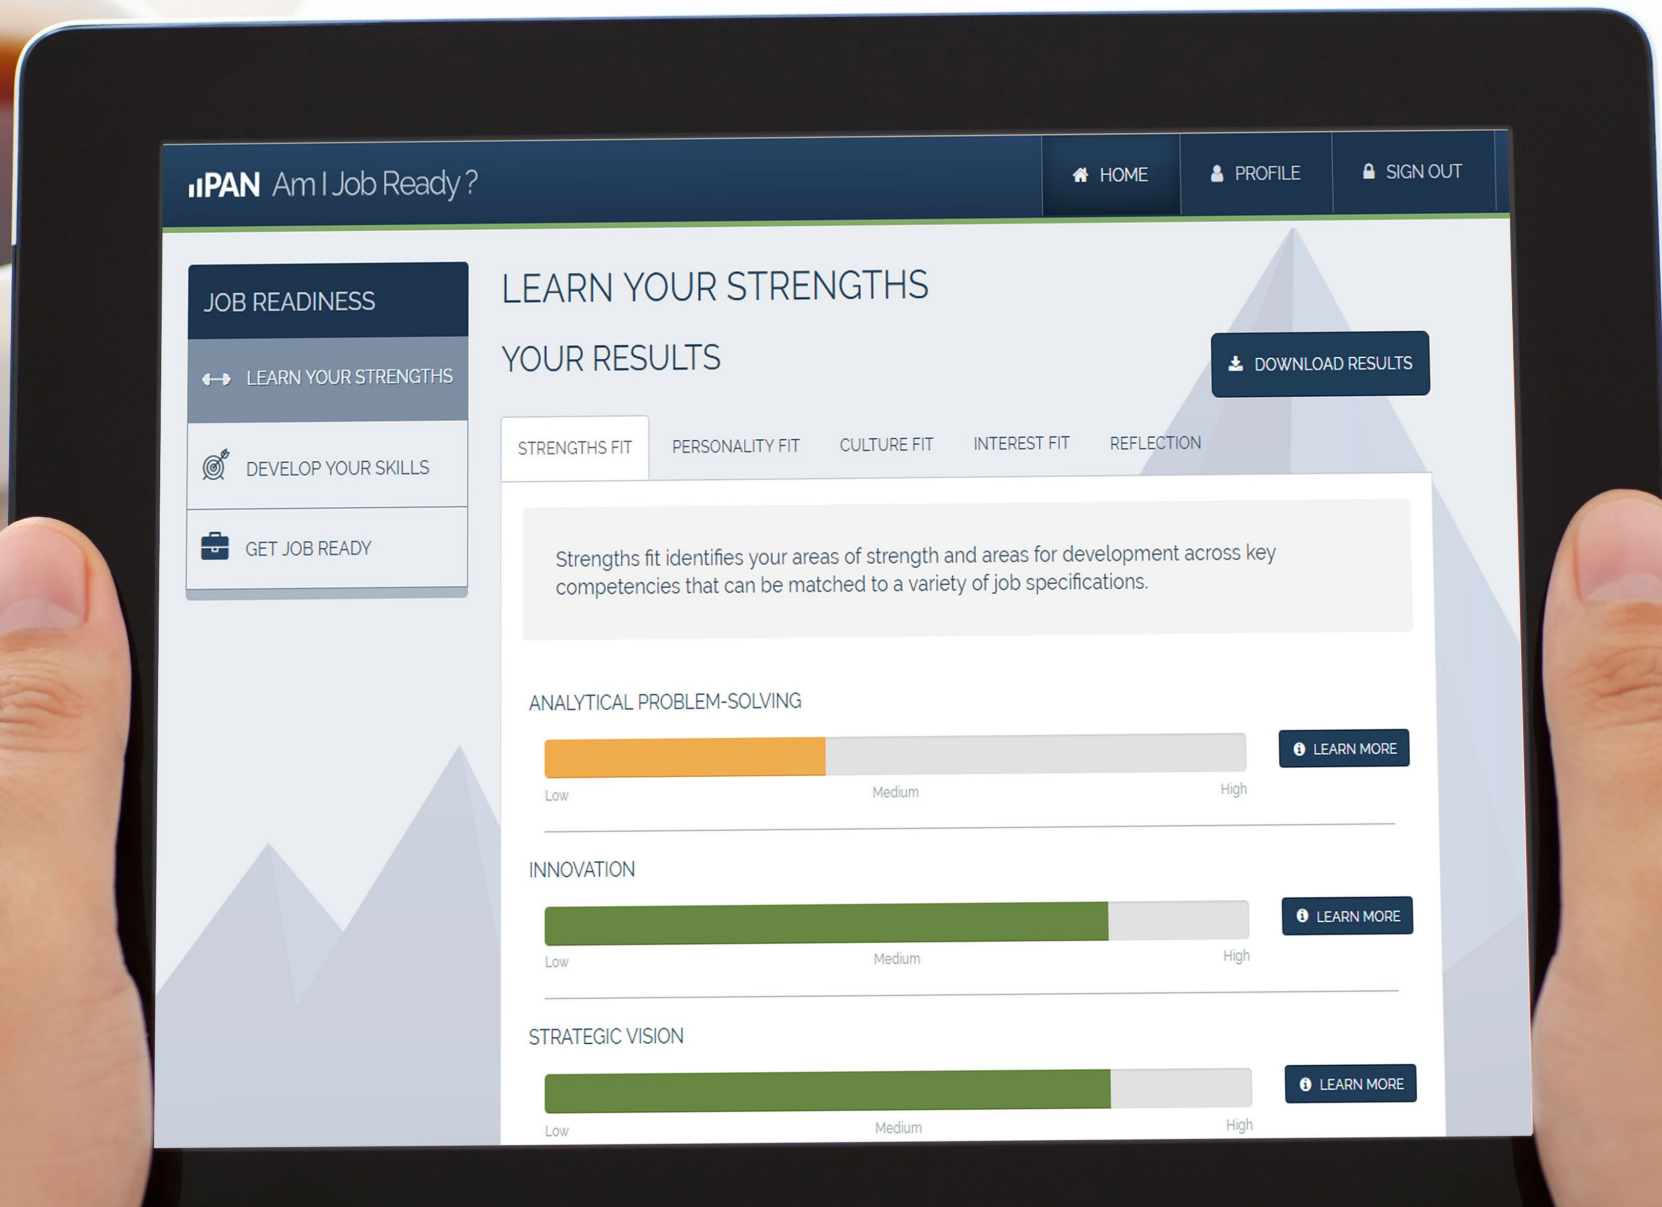 PAN Am I Job Ready ?
HOME
PROFILE
SIGN OUT
JOB READINESS
LEARN YOUR STRENGTHS
DEVELOP YOUR SKILLS
GET JOB READY
LEARN YOUR STRENGTHS
YOUR RESULTS
DOWNLOAD RESULTS
STRENGTHS FIT
PERSONALITY FIT
CULTURE FIT
INTEREST FIT
REFLECTION
Strengths fit identifies your areas of strength and areas for development across key
competencies that can be matched to a variety of job specifications.
ANALYTICAL PROBLEM-SOLVING
LEARN MORE
Low
Medium
High
INNOVATION
LEARN MORE
Low
Medium
High
STRATEGIC VISION
LEARN MORE
Low
Medium
High